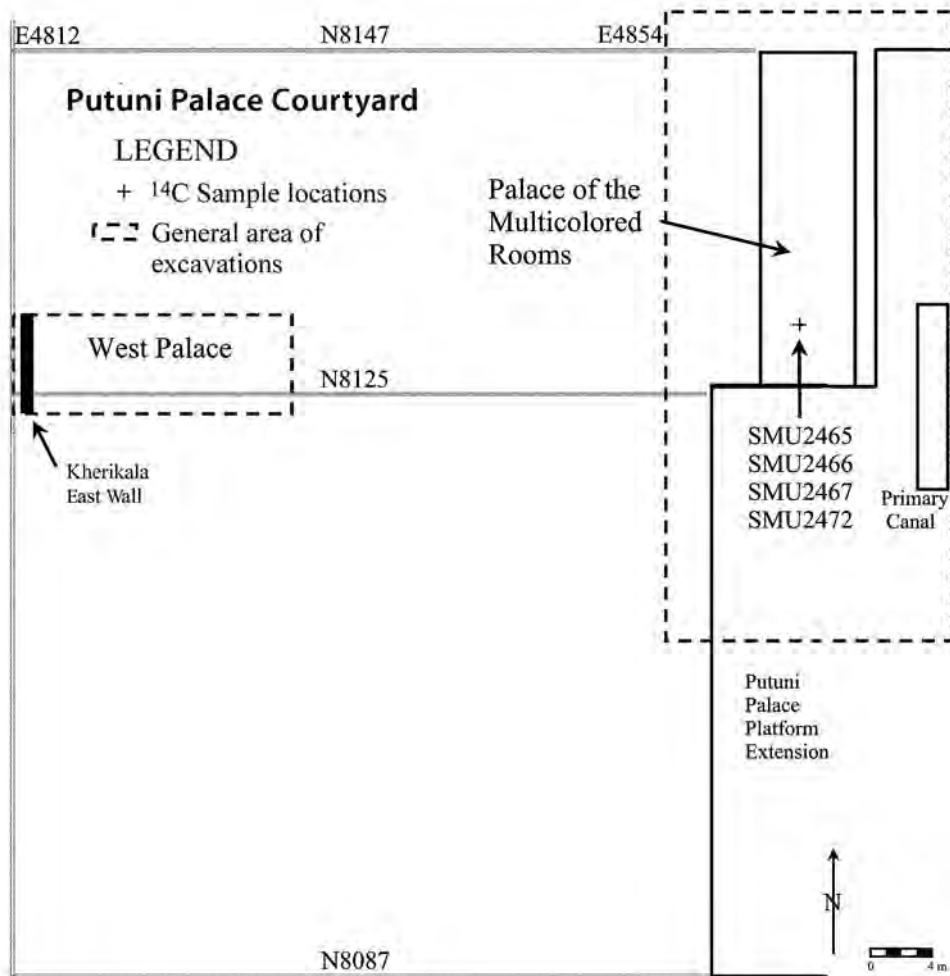 E4812
N8147
E4854
Putuni Palace Courtyard
LEGEND
+ ¹⁴C Sample locations
General area of
excavations
Palace of the
Multicolored
Rooms
West Palace
N8125
Kherikala
East Wall
SMU2465
SMU2466
SMU2467
SMU2472
Primary
Canal
Putuni
Palace
Platform
Extension
N
0 4 m
N8087